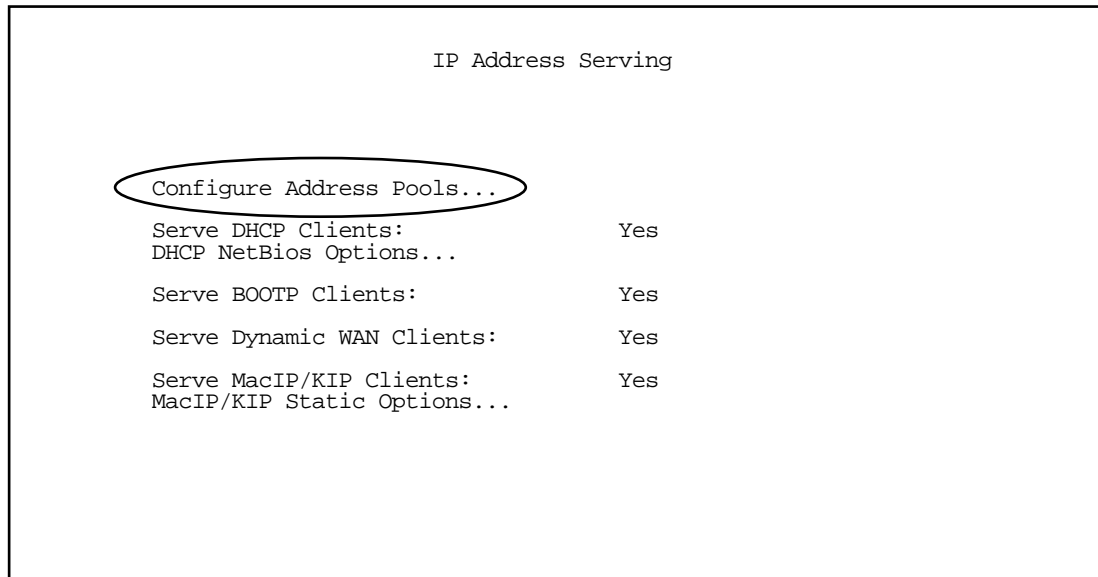 IP Address Serving
Configure Address Pools...
Serve DHCP Clients: Yes
DHCP NetBios Options...
Serve BOOTP Clients: Yes
Serve Dynamic WAN Clients: Yes
Serve MacIP/KIP Clients: Yes
MacIP/KIP Static Options...